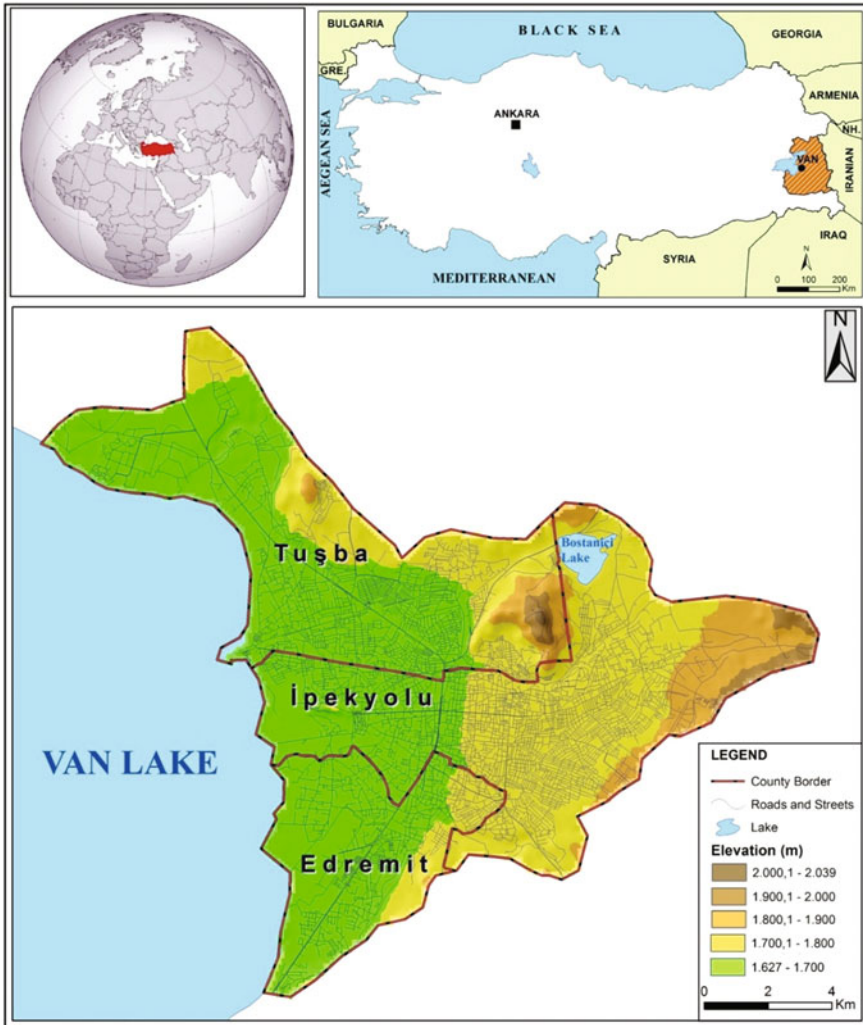 BULGARIA
BLACK SEA
GEORGIA
GRE.
ARMENIA
ANKARA
NH.
VAN
AEGEAN SEA
IRANIAN
IRAQ
SYRIA
N
MEDITERRANEAN
0 100 200
Km
N
Tuşba
Bostaniçi
Lake
İpekyolu
VAN LAKE
Edremit
LEGEND
County Border
Roads and Streets
Lake
Elevation (m)
2.000,1 - 2.039
1.900,1 - 2.000
1.800,1 - 1.900
1.700,1 - 1.800
1.627 - 1.700
0 2 4
Km